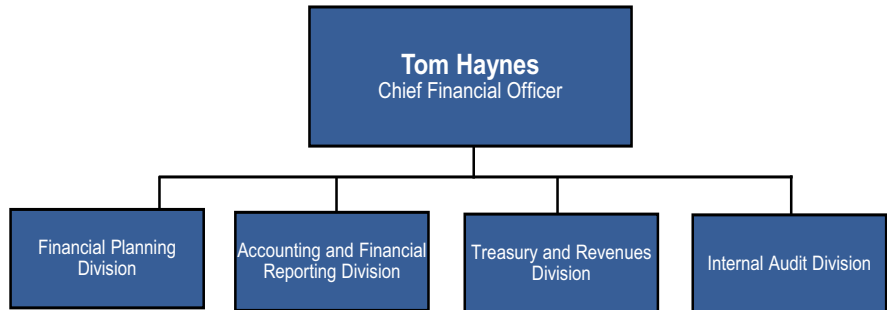 Tom Haynes
Chief Financial Officer
Financial Planning
Division
Accounting and Financial
Reporting Division
Treasury and Revenues
Division
Internal Audit Division